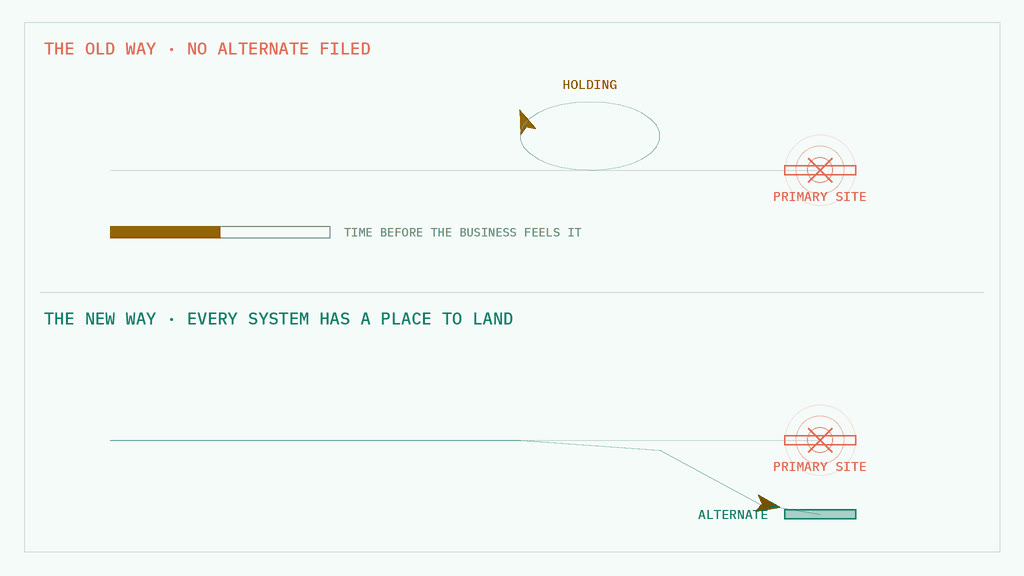 THE OLD WAY · NO ALTERNATE FILED
HOLDING
PRIMARY SITE
TIME BEFORE THE BUSINESS FEELS IT
THE NEW WAY · EVERY SYSTEM HAS A PLACE TO LAND
PRIMARY SITE
ALTERNATE